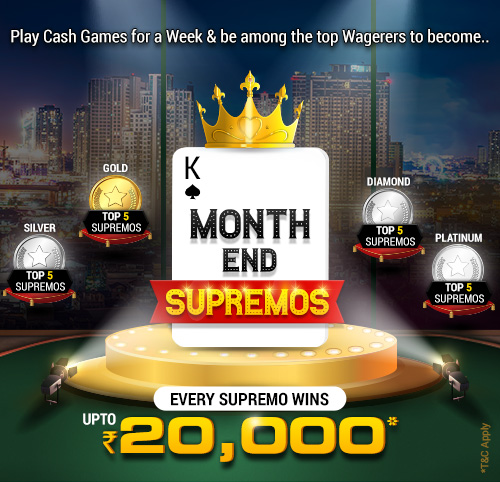 Play Cash Games for a Week & be among the top Wagerers to become..
K
MONTH
END
SUPREMOS
GOLD
TOP 5
SUPREMOS
SILVER
TOP 5
SUPREMOS
DIAMOND
TOP 5
SUPREMOS
PLATINUM
TOP 5
SUPREMOS
EVERY SUPREMO WINS
UPTO
₹20,000*
*T&C Apply